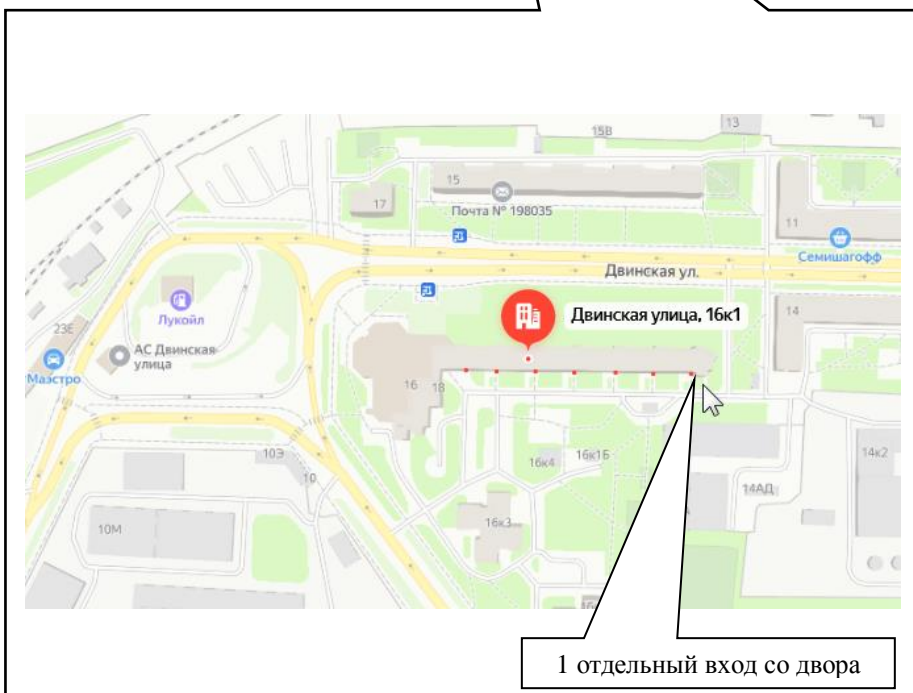 15В
13
15
17
Почта № 198035
11
Семишагофф
Двинская ул.
Лукойл
Двинская улица, 16к1
14
23Е
АС Двинская
улица
Маэстро
16
18
10Э
10
16к4
16к1Б
14к2
14АД
10М
16к3
1 отдельный вход со двора